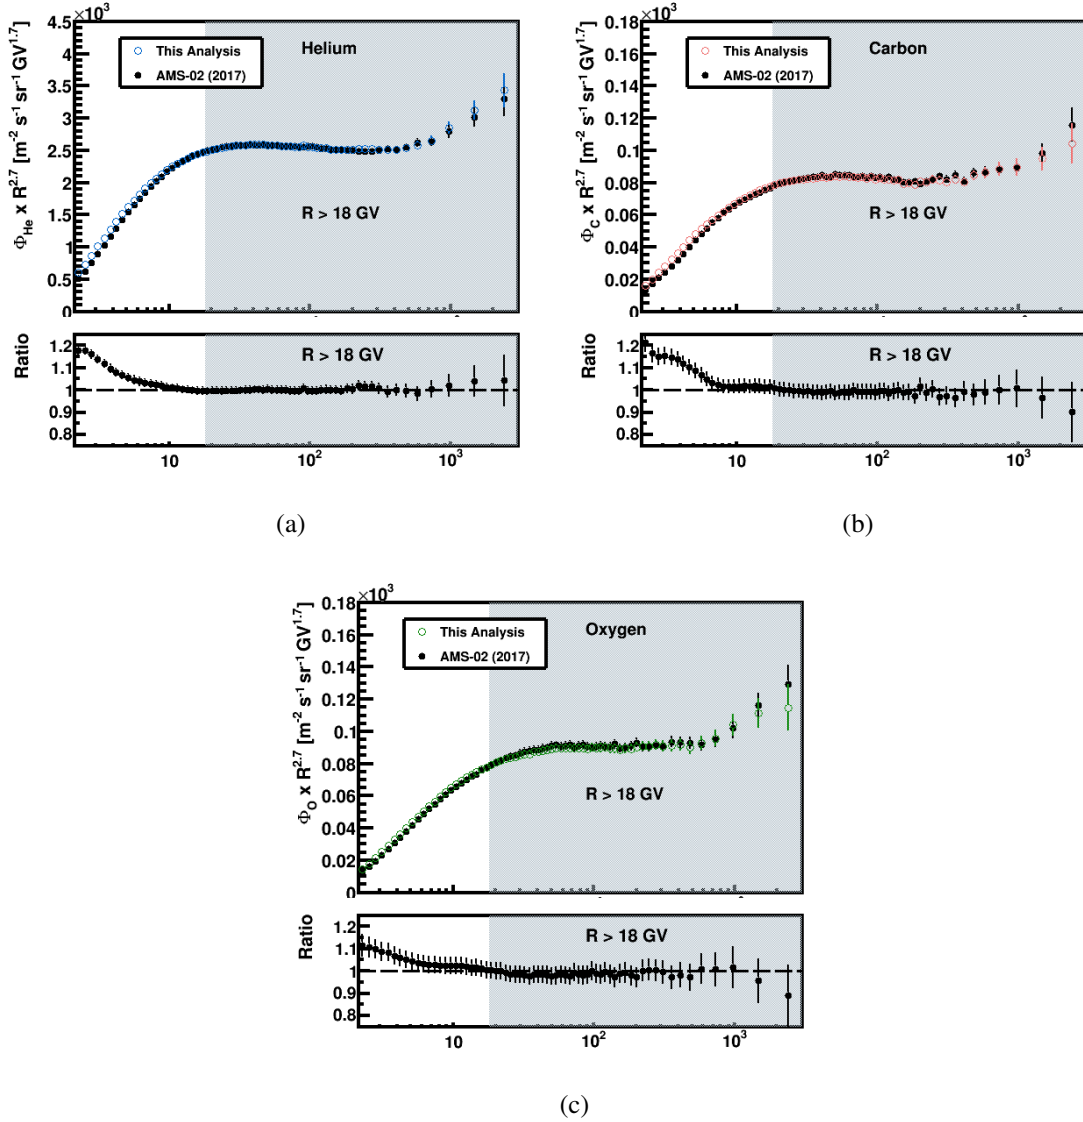 ×10³
4.5
4
3.5
3
2.5
2
1.5
1
0.5
0
Φ_He x R^2.7 [m^-2 s^-1 sr^-1 GV^1.7]
This Analysis
AMS-02 (2017)
Helium
R > 18 GV
Ratio
1.2
1.1
1
0.9
0.8
R > 18 GV
10
10²
10³
(a)
×10³
0.18
0.16
0.14
0.12
0.1
0.08
0.06
0.04
0.02
0
Φ_C x R^2.7 [m^-2 s^-1 sr^-1 GV^1.7]
This Analysis
AMS-02 (2017)
Carbon
R > 18 GV
Ratio
1.2
1.1
1
0.9
0.8
R > 18 GV
10
10²
10³
(b)
×10³
0.18
0.16
0.14
0.12
0.1
0.08
0.06
0.04
0.02
0
Φ_O x R^2.7 [m^-2 s^-1 sr^-1 GV^1.7]
This Analysis
AMS-02 (2017)
Oxygen
R > 18 GV
Ratio
1.2
1.1
1
0.9
0.8
R > 18 GV
10
10²
10³
(c)